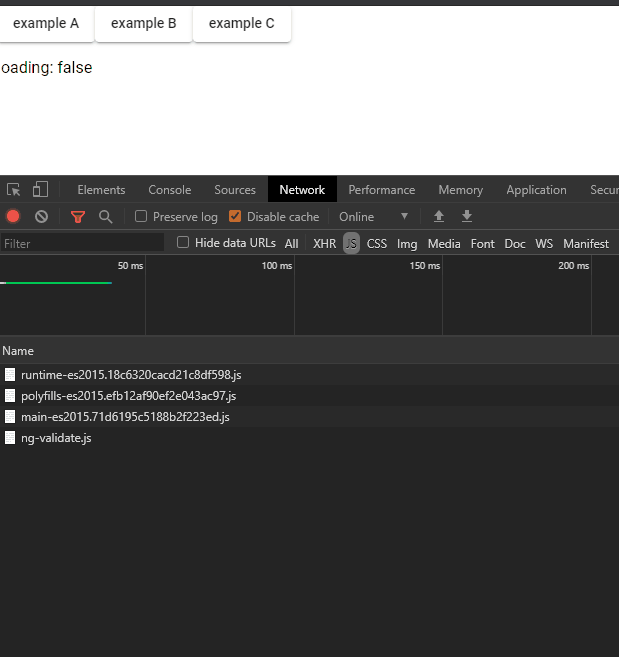 example A example B example C
oading: false
Elements Console Sources Network Performance Memory Application Secur
Preserve log Disable cache Online
Filter Hide data URLs All XHR JS CSS Img Media Font Doc WS Manifest
50 ms 100 ms 150 ms 200 ms
Name
runtime-es2015.18c6320cacd21c8df598.js
polyfills-es2015.efb12af90ef2e043ac97.js
main-es2015.71d6195c5188b2f223ed.js
ng-validate.js